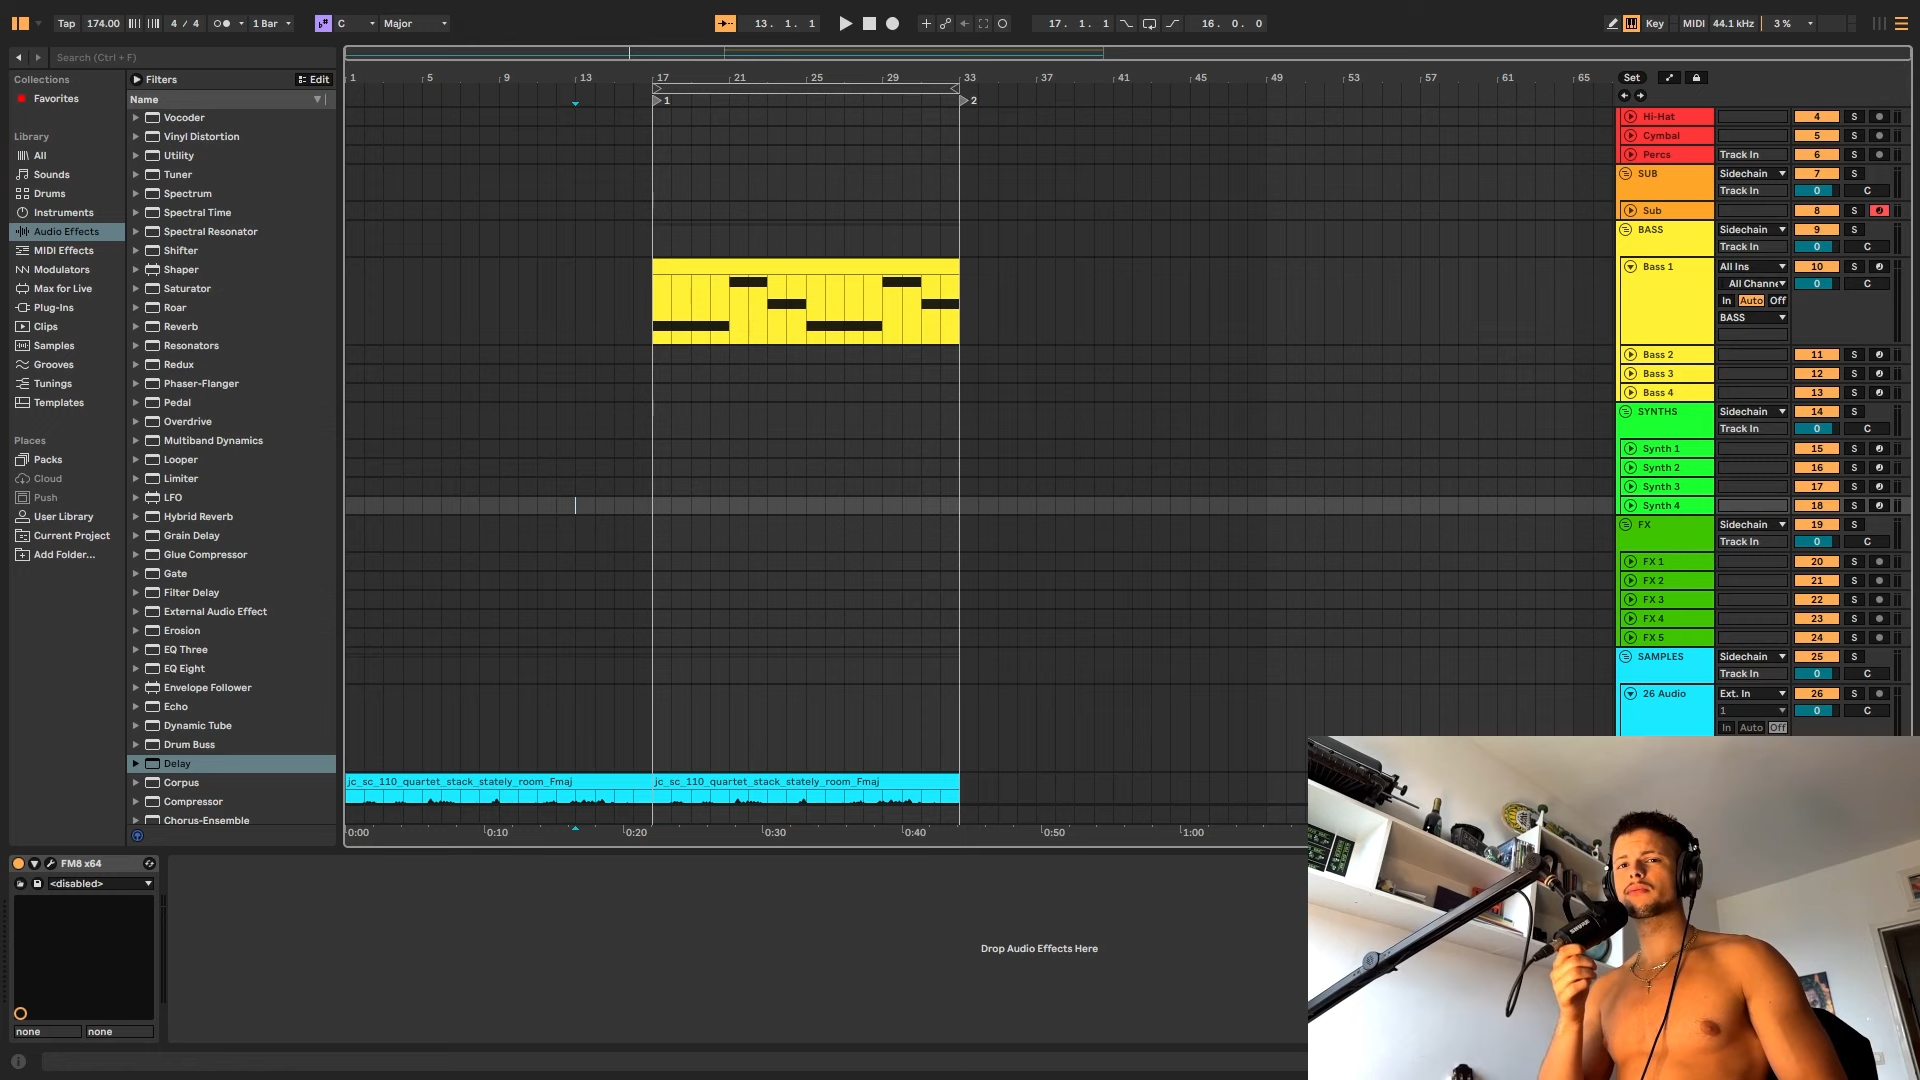 Tap 174.00 4 / 4 1 Bar C Major 13. 1. 1 17. 1. 1 16. 0. 0 Key MIDI 44.1 kHz 3 %
Search (Ctrl + F)
Collections
Favorites
Library
All
Sounds
Drums
Instruments
Audio Effects
MIDI Effects
Modulators
Max for Live
Plug-Ins
Clips
Samples
Grooves
Tunings
Templates
Places
Packs
Cloud
Push
User Library
Current Project
Add Folder...
Filters Edit
Name
Vocoder
Vinyl Distortion
Utility
Tuner
Spectrum
Spectral Time
Spectral Resonator
Shifter
Shaper
Saturator
Roar
Reverb
Resonators
Redux
Phaser-Flanger
Pedal
Overdrive
Multiband Dynamics
Looper
Limiter
LFO
Hybrid Reverb
Grain Delay
Glue Compressor
Gate
Filter Delay
External Audio Effect
Erosion
EQ Three
EQ Eight
Envelope Follower
Echo
Dynamic Tube
Drum Buss
Delay
Corpus
Compressor
Chorus-Ensemble
1 5 9 13 17 21 25 29 33 37 41 45 49 53 57 61 65
1 2
jc_sc_110_quartet_stack_stately_room_Fmaj jc_sc_110_quartet_stack_stately_room_Fmaj
0:00 0:10 0:20 0:30 0:40 0:50 1:00
Set
Hi-Hat 4 S
Cymbal 5 S
Percs Track In 6 S
SUB Sidechain 7 S
Track In 0 C
Sub 8 S
BASS Sidechain 9 S
Track In 0 C
Bass 1 All Ins 10 S
All Channe 0 C
In Auto Off
BASS
Bass 2 11 S
Bass 3 12 S
Bass 4 13 S
SYNTHS Sidechain 14 S
Track In 0 C
Synth 1 15 S
Synth 2 16 S
Synth 3 17 S
Synth 4 18 S
FX Sidechain 19 S
Track In 0 C
FX 1 20 S
FX 2 21 S
FX 3 22 S
FX 4 23 S
FX 5 24 S
SAMPLES Sidechain 25 S
Track In 0 C
26 Audio Ext. In 26 S
1 0 C
In Auto Off
FM8 x64
<disabled>
none none
Drop Audio Effects Here
SHURE